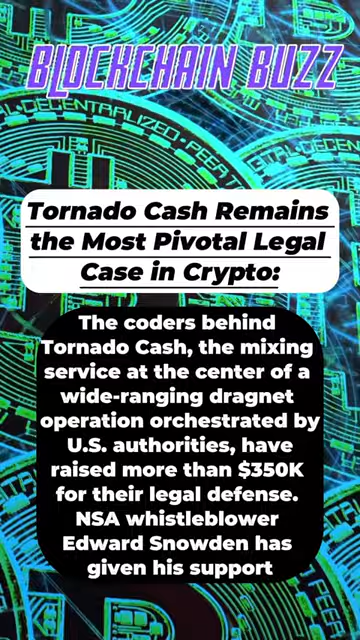 BLOCKCHAIN BUZZ
DECENTRALIZED PEER
Tornado Cash Remains
the Most Pivotal Legal
Case in Crypto:
The coders behind
Tornado Cash, the mixing
service at the center of a
wide-ranging dragnet
operation orchestrated by
U.S. authorities, have
raised more than $350K
for their legal defense.
NSA whistleblower
Edward Snowden has
given his support